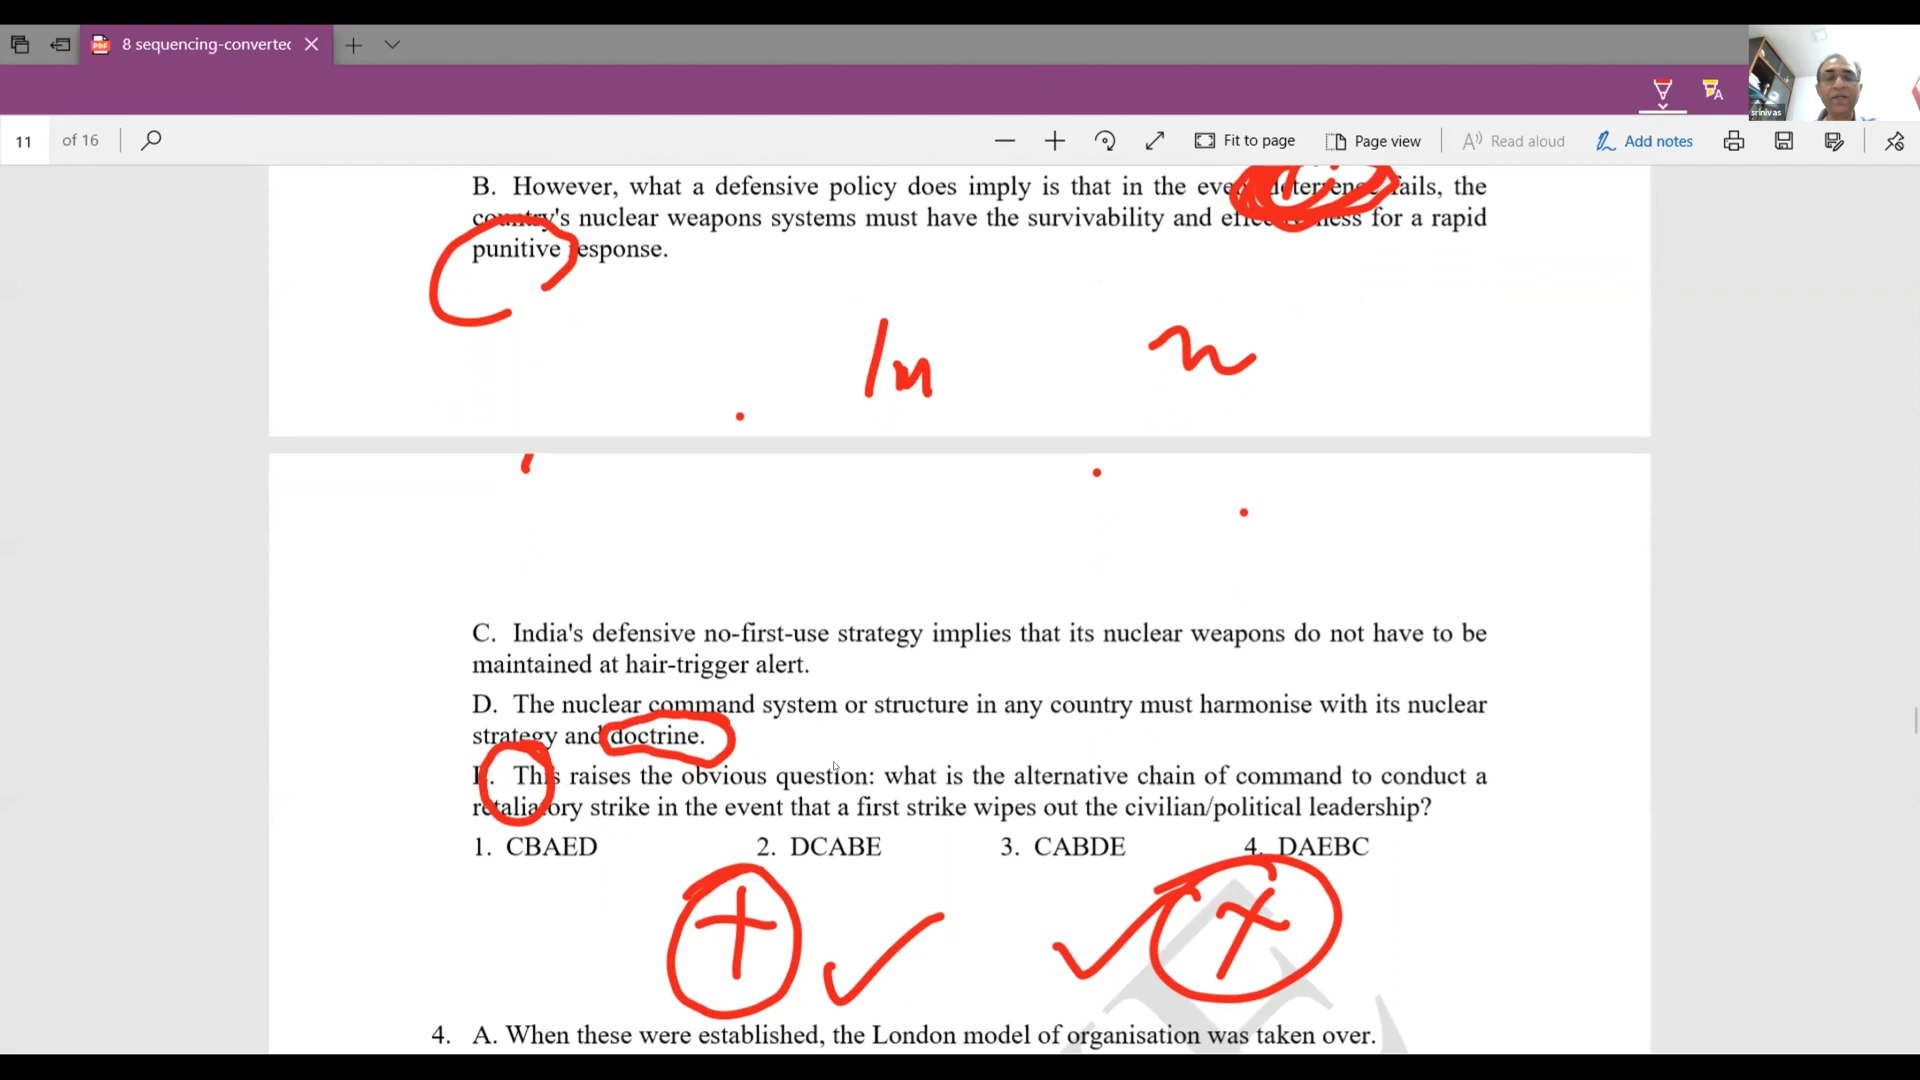 8 sequencing-converted
srinivas
11 of 16 Fit to page Page view Read aloud Add notes
B. However, what a defensive policy does imply is that in the event deterrence fails, the
country's nuclear weapons systems must have the survivability and effectiveness for a rapid
punitive response.
C. India's defensive no-first-use strategy implies that its nuclear weapons do not have to be
maintained at hair-trigger alert.
D. The nuclear command system or structure in any country must harmonise with its nuclear
strategy and doctrine.
E. This raises the obvious question: what is the alternative chain of command to conduct a
retaliatory strike in the event that a first strike wipes out the civilian/political leadership?
1. CBAED 2. DCABE 3. CABDE 4. DAEBC
4. A. When these were established, the London model of organisation was taken over.